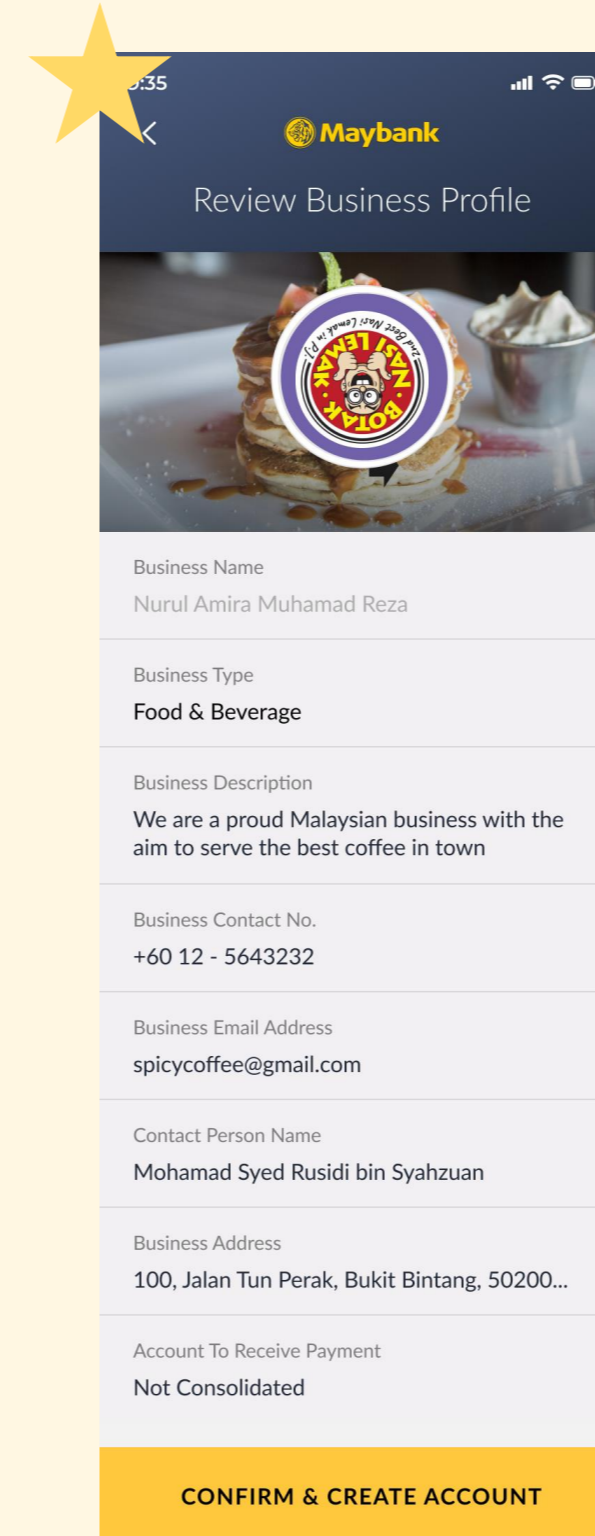 :35
Maybank
Review Business Profile
2nd Best Nasi Lemak in P.J.
BOTAK · NASI LEMAK ·
Business Name
Nurul Amira Muhamad Reza
Business Type
Food & Beverage
Business Description
We are a proud Malaysian business with the
aim to serve the best coffee in town
Business Contact No.
+60 12 - 5643232
Business Email Address
spicycoffee@gmail.com
Contact Person Name
Mohamad Syed Rusidi bin Syahzuan
Business Address
100, Jalan Tun Perak, Bukit Bintang, 50200...
Account To Receive Payment
Not Consolidated
CONFIRM & CREATE ACCOUNT